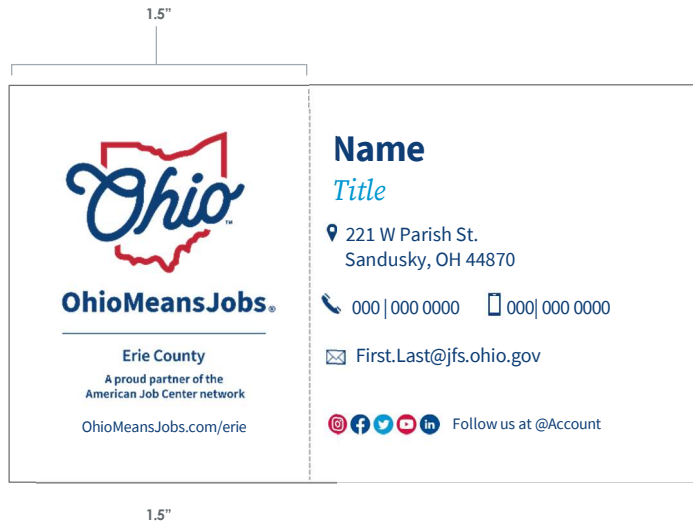 1.5”
Ohio™
OhioMeansJobs®
Erie County
A proud partner of the
American Job Center network
OhioMeansJobs.com/erie
Name
Title
221 W Parish St.
Sandusky, OH 44870
000 | 000 0000 000| 000 0000
First.Last@jfs.ohio.gov
Follow us at @Account
1.5”